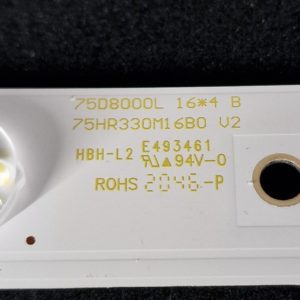 75D8000L 16*4 B
75HR330M16B0 V2
HBH-L2 E493461
94V-0
ROHS 2046-P